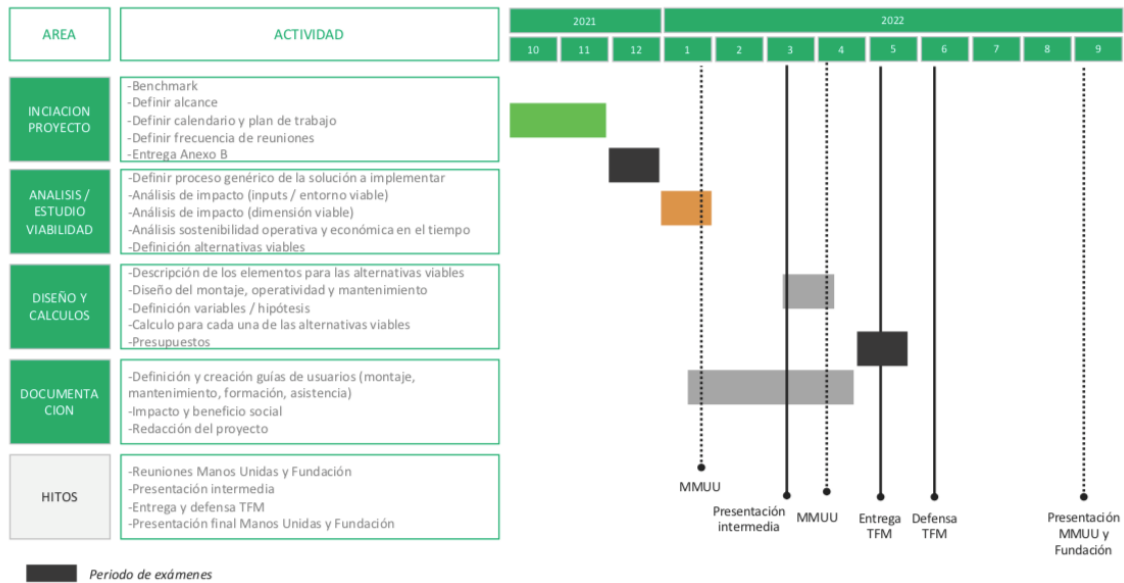 AREA
ACTIVIDAD
2021
2022
10
11
12
1
2
3
4
5
6
7
8
9
INCIACION
PROYECTO
-Benchmark
-Definir alcance
-Definir calendario y plan de trabajo
-Definir frecuencia de reuniones
-Entrega Anexo B
ANALISIS /
ESTUDIO
VIABILIDAD
-Definir proceso genérico de la solución a implementar
-Análisis de impacto (inputs / entorno viable)
-Análisis de impacto (dimensión viable)
-Análisis sostenibilidad operativa y económica en el tiempo
-Definición alternativas viables
DISEÑO Y
CALCULOS
-Descripción de los elementos para las alternativas viables
-Diseño del montaje, operatividad y mantenimiento
-Definición variables / hipótesis
-Calculo para cada una de las alternativas viables
-Presupuestos
DOCUMENTA
CION
-Definición y creación guías de usuarios (montaje,
mantenimiento, formación, asistencia)
-Impacto y beneficio social
-Redacción del proyecto
HITOS
-Reuniones Manos Unidas y Fundación
-Presentación intermedia
-Entrega y defensa TFM
-Presentación final Manos Unidas y Fundación
MMUU
Presentación
intermedia
MMUU
Entrega
TFM
Defensa
TFM
Presentación
MMUU y
Fundación
Periodo de exámenes